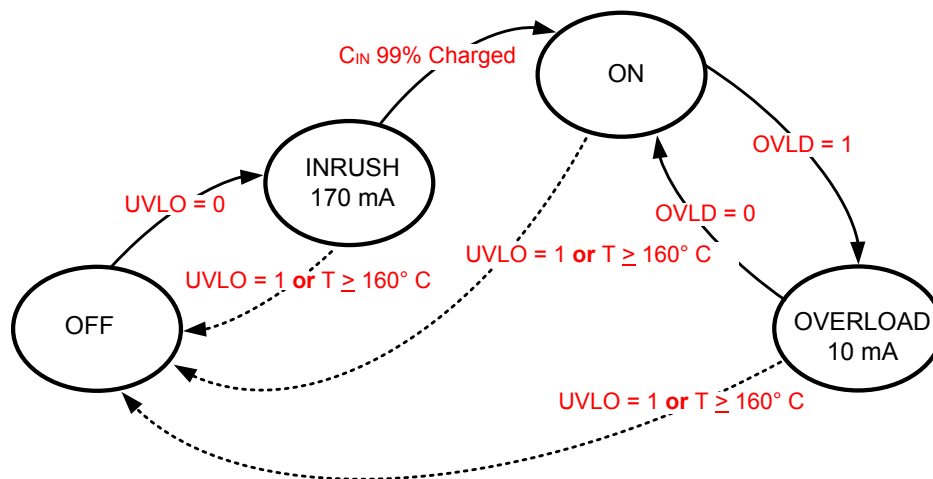 C_IN 99% Charged
ON
INRUSH
170 mA
OVLD = 1
UVLO = 0
OVLD = 0
UVLO = 1 or T ≥ 160° C
UVLO = 1 or T ≥ 160° C
OFF
OVERLOAD
10 mA
UVLO = 1 or T ≥ 160° C